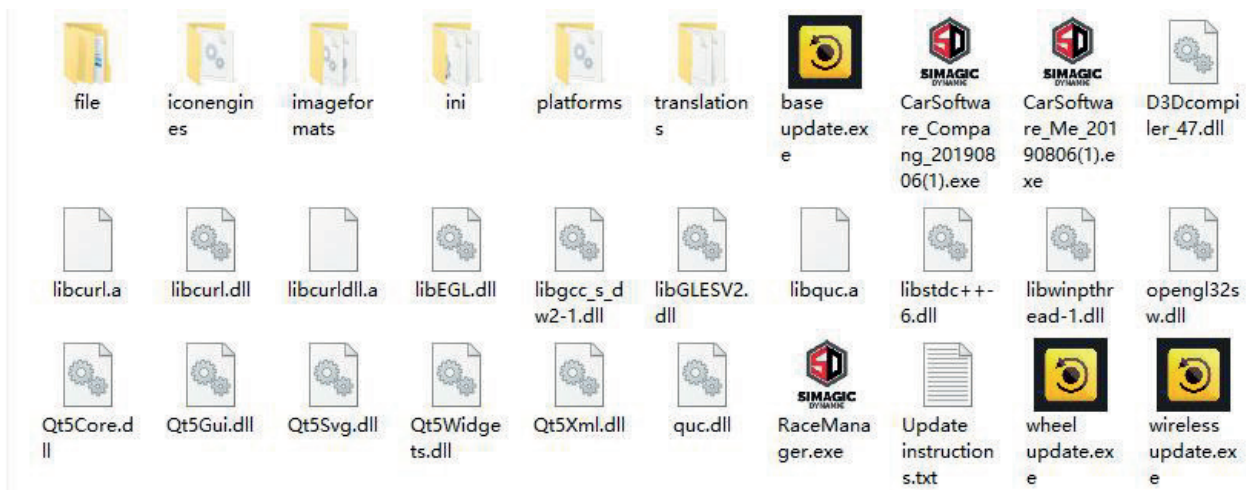 file
iconengin
es
imagefor
mats
ini
platforms
translation
s
base
update.ex
e
SIMAGIC
DYNAMIC
CarSoftwa
re_Compa
ng_201908
06(1).exe
SIMAGIC
DYNAMIC
CarSoftwa
re_Me_201
90806(1).e
xe
D3Dcompi
ler_47.dll
libcurl.a
libcurl.dll
libcurldll.a
libEGL.dll
libgcc_s_d
w2-1.dll
libGLESV2.
dll
libquc.a
libstdc++-
6.dll
libwinpthr
ead-1.dll
opengl32s
w.dll
Qt5Core.d
ll
Qt5Gui.dll
Qt5Svg.dll
Qt5Widge
ts.dll
Qt5Xml.dll
quc.dll
SIMAGIC
DYNAMIC
RaceMana
ger.exe
Update
instruction
s.txt
wheel
update.ex
e
wireless
update.ex
e